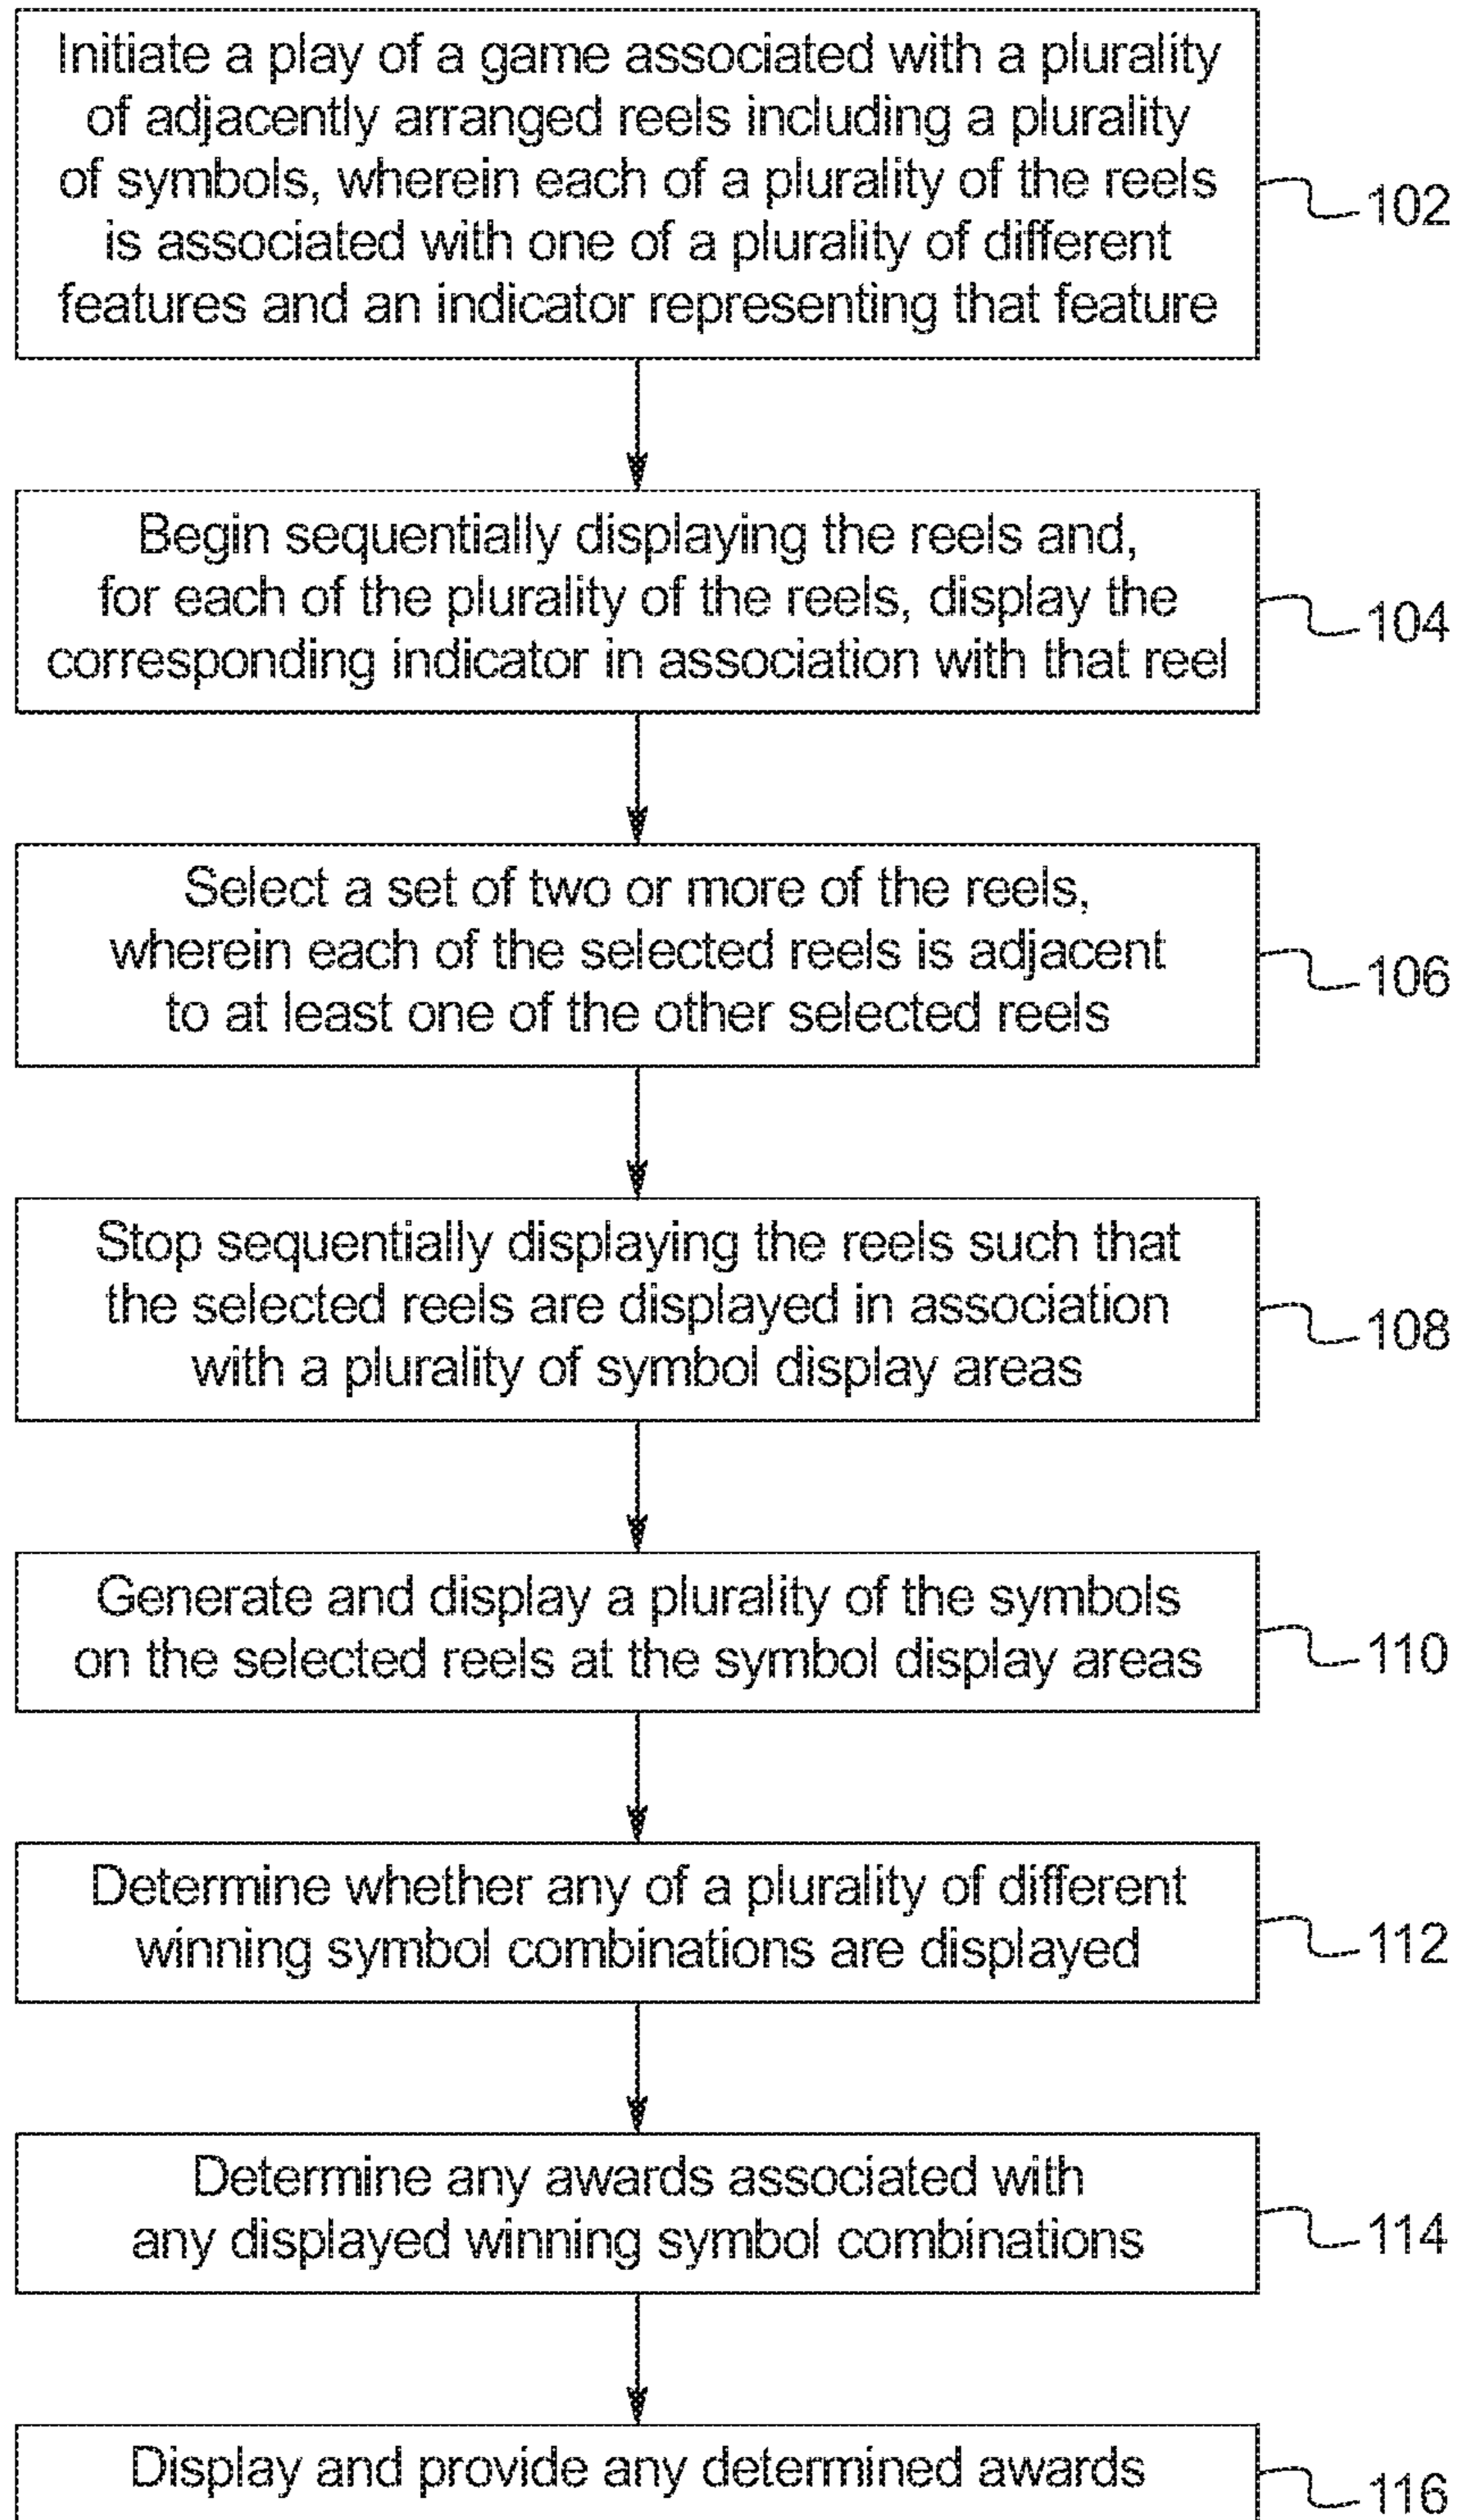 Initiate a play of a game associated with a plurality
of adjacently arranged reels including a plurality
of symbols, wherein each of a plurality of the reels
is associated with one of a plurality of different
features and an indicator representing that feature
102
Begin sequentially displaying the reels and,
for each of the plurality of the reels, display the
corresponding indicator in association with that reel
104
Select a set of two or more of the reels,
wherein each of the selected reels is adjacent
to at least one of the other selected reels
106
Stop sequentially displaying the reels such that
the selected reels are displayed in association
with a plurality of symbol display areas
108
Generate and display a plurality of the symbols
on the selected reels at the symbol display areas
110
Determine whether any of a plurality of different
winning symbol combinations are displayed
112
Determine any awards associated with
any displayed winning symbol combinations
114
Display and provide any determined awards
116